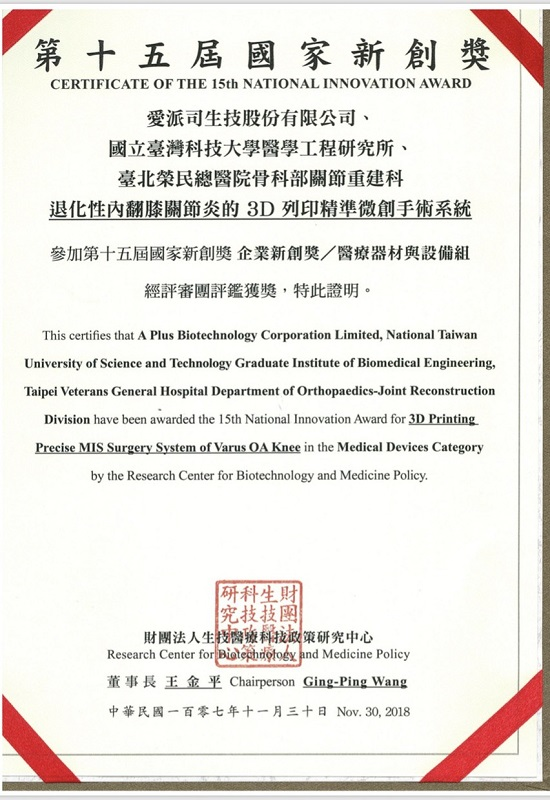 第十五屆國家新創獎
CERTIFICATE OF THE 15th NATIONAL INNOVATION AWARD
愛派司生技股份有限公司、
國立臺灣科技大學醫學工程研究所、
臺北榮民總醫院骨科部關節重建科
退化性內翻膝關節炎的 3D 列印精準微創手術系統
參加第十五屆國家新創獎 企業新創獎／醫療器材與設備組
經評審團評鑑獲獎，特此證明。
This certifies that A Plus Biotechnology Corporation Limited, National Taiwan
University of Science and Technology Graduate Institute of Biomedical Engineering,
Taipei Veterans General Hospital Department of Orthopaedics-Joint Reconstruction
Division have been awarded the 15th National Innovation Award for 3D Printing
Precise MIS Surgery System of Varus OA Knee in the Medical Devices Category
by the Research Center for Biotechnology and Medicine Policy.
財團法人生技醫療科技政策研究中心
財團法人生技醫療科技政策研究中心
Research Center for Biotechnology and Medicine Policy
董事長 王金平 Chairperson Ging-Ping Wang
中華民國一百零七年十一月三十日 Nov. 30, 2018